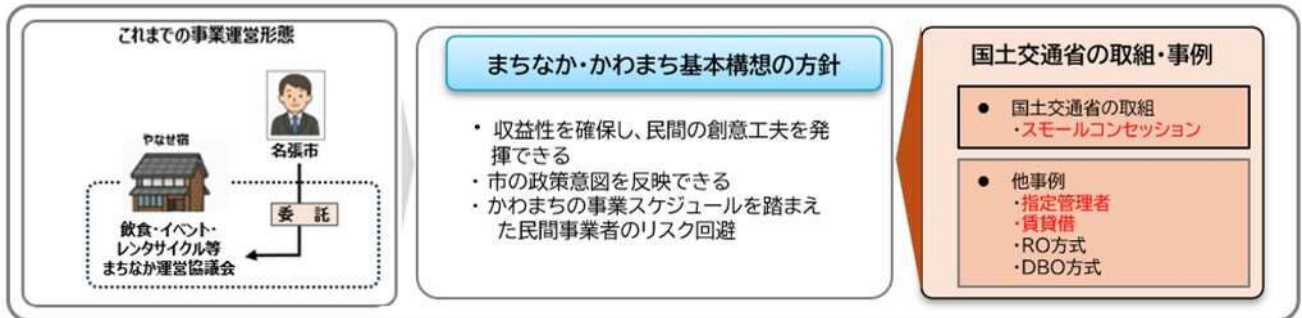 これまでの事業運営形態
やなせ宿
名張市
委 託
飲食・イベント・
レンタサイクル等
まちなか運営協議会
まちなか・かわまち基本構想の方針
・ 収益性を確保し、民間の創意工夫を発
揮できる
・市の政策意図を反映できる
・かわまちの事業スケジュールを踏まえ
た民間事業者のリスク回避
国土交通省の取組・事例
● 国土交通省の取組
・スモールコンセッション
● 他事例
・指定管理者
・賃貸借
・RO方式
・DBO方式